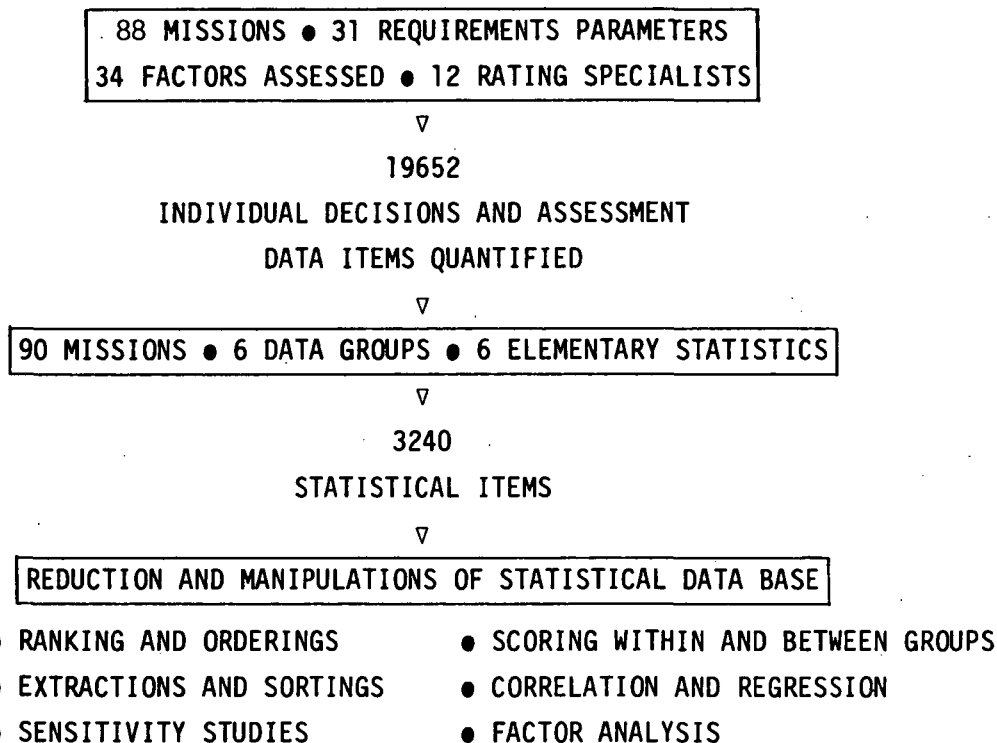 88 MISSIONS ● 31 REQUIREMENTS PARAMETERS
34 FACTORS ASSESSED ● 12 RATING SPECIALISTS
∇
19652
INDIVIDUAL DECISIONS AND ASSESSMENT
DATA ITEMS QUANTIFIED
∇
90 MISSIONS ● 6 DATA GROUPS ● 6 ELEMENTARY STATISTICS
∇
3240
STATISTICAL ITEMS
∇
REDUCTION AND MANIPULATIONS OF STATISTICAL DATA BASE
● RANKING AND ORDERINGS ● SCORING WITHIN AND BETWEEN GROUPS
● EXTRACTIONS AND SORTINGS ● CORRELATION AND REGRESSION
● SENSITIVITY STUDIES ● FACTOR ANALYSIS